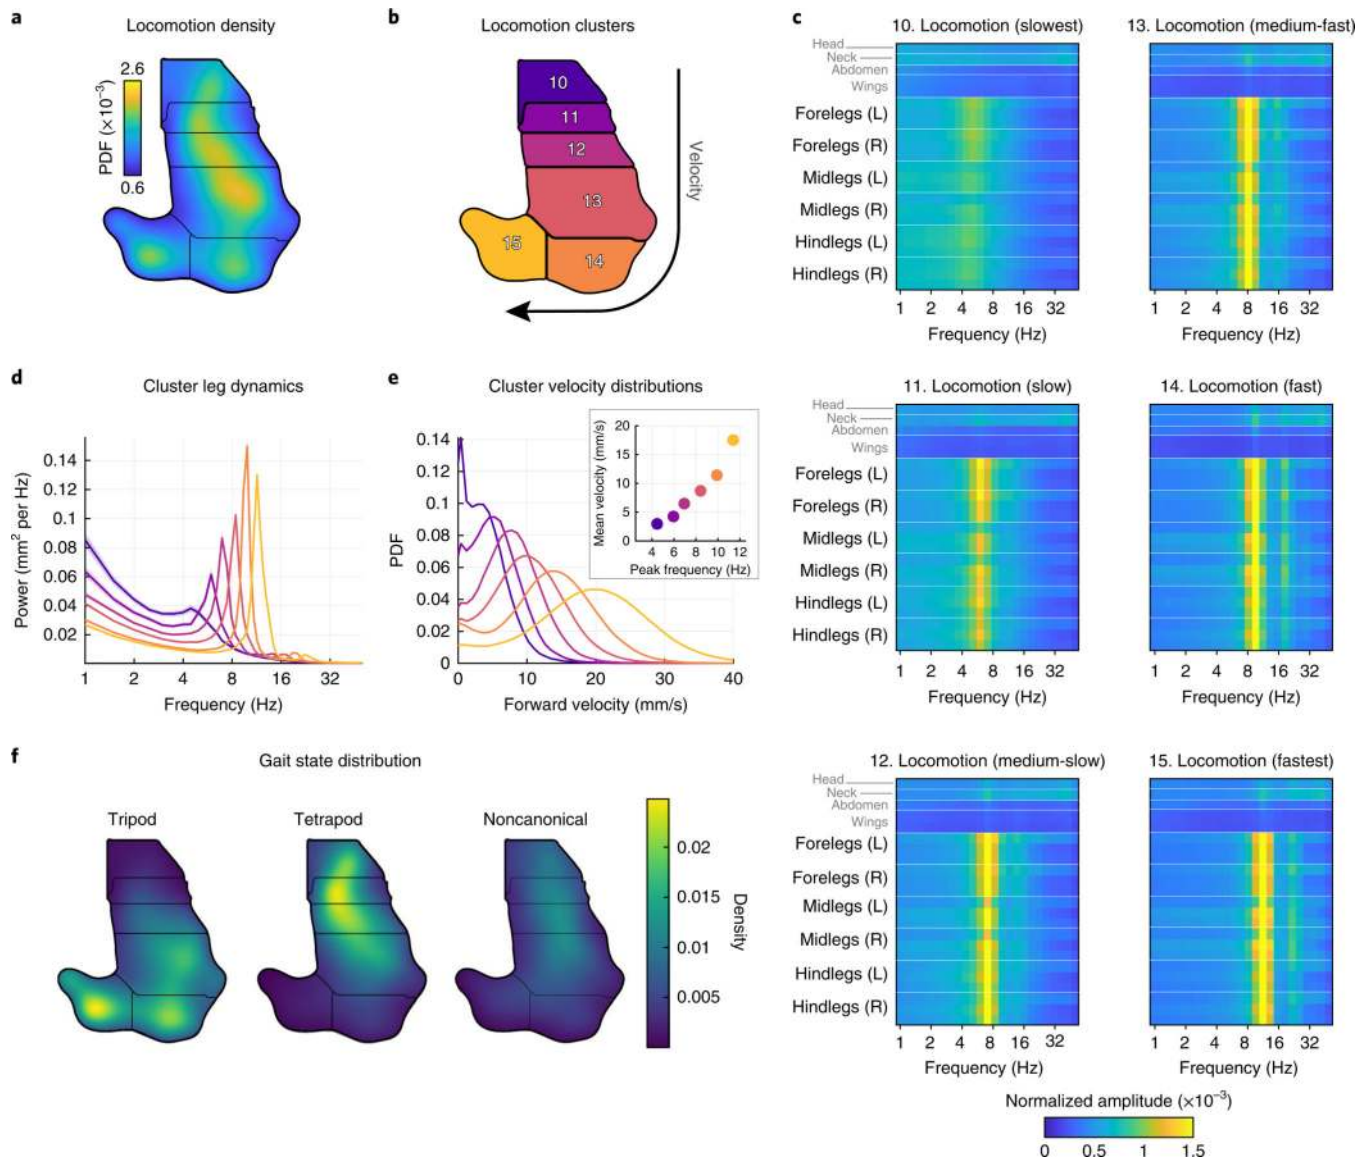 a
Locomotion density
2.6
PDF (×10⁻³)
0.6
b
Locomotion clusters
10
11
12
13
14
15
Velocity
c
10. Locomotion (slowest)
Head
Neck
Abdomen
Wings
Forelegs (L)
Forelegs (R)
Midlegs (L)
Midlegs (R)
Hindlegs (L)
Hindlegs (R)
1 2 4 8 16 32
Frequency (Hz)
13. Locomotion (medium-fast)
1 2 4 8 16 32
Frequency (Hz)
d
Cluster leg dynamics
Power (mm² per Hz)
0.14
0.12
0.1
0.08
0.06
0.04
0.02
1 2 4 8 16 32
Frequency (Hz)
e
Cluster velocity distributions
PDF
0.14
0.12
0.1
0.08
0.06
0.04
0.02
0
0 10 20 30 40
Forward velocity (mm/s)
Mean velocity (mm/s)
20
15
10
5
0
4 6 8 10 12
Peak frequency (Hz)
11. Locomotion (slow)
Head
Neck
Abdomen
Wings
Forelegs (L)
Forelegs (R)
Midlegs (L)
Midlegs (R)
Hindlegs (L)
Hindlegs (R)
1 2 4 8 16 32
Frequency (Hz)
14. Locomotion (fast)
1 2 4 8 16 32
Frequency (Hz)
f
Gait state distribution
Tripod
Tetrapod
Noncanonical
0.02
0.015
0.01
0.005
Density
12. Locomotion (medium-slow)
Head
Neck
Abdomen
Wings
Forelegs (L)
Forelegs (R)
Midlegs (L)
Midlegs (R)
Hindlegs (L)
Hindlegs (R)
1 2 4 8 16 32
Frequency (Hz)
15. Locomotion (fastest)
1 2 4 8 16 32
Frequency (Hz)
Normalized amplitude (×10⁻³)
0 0.5 1 1.5